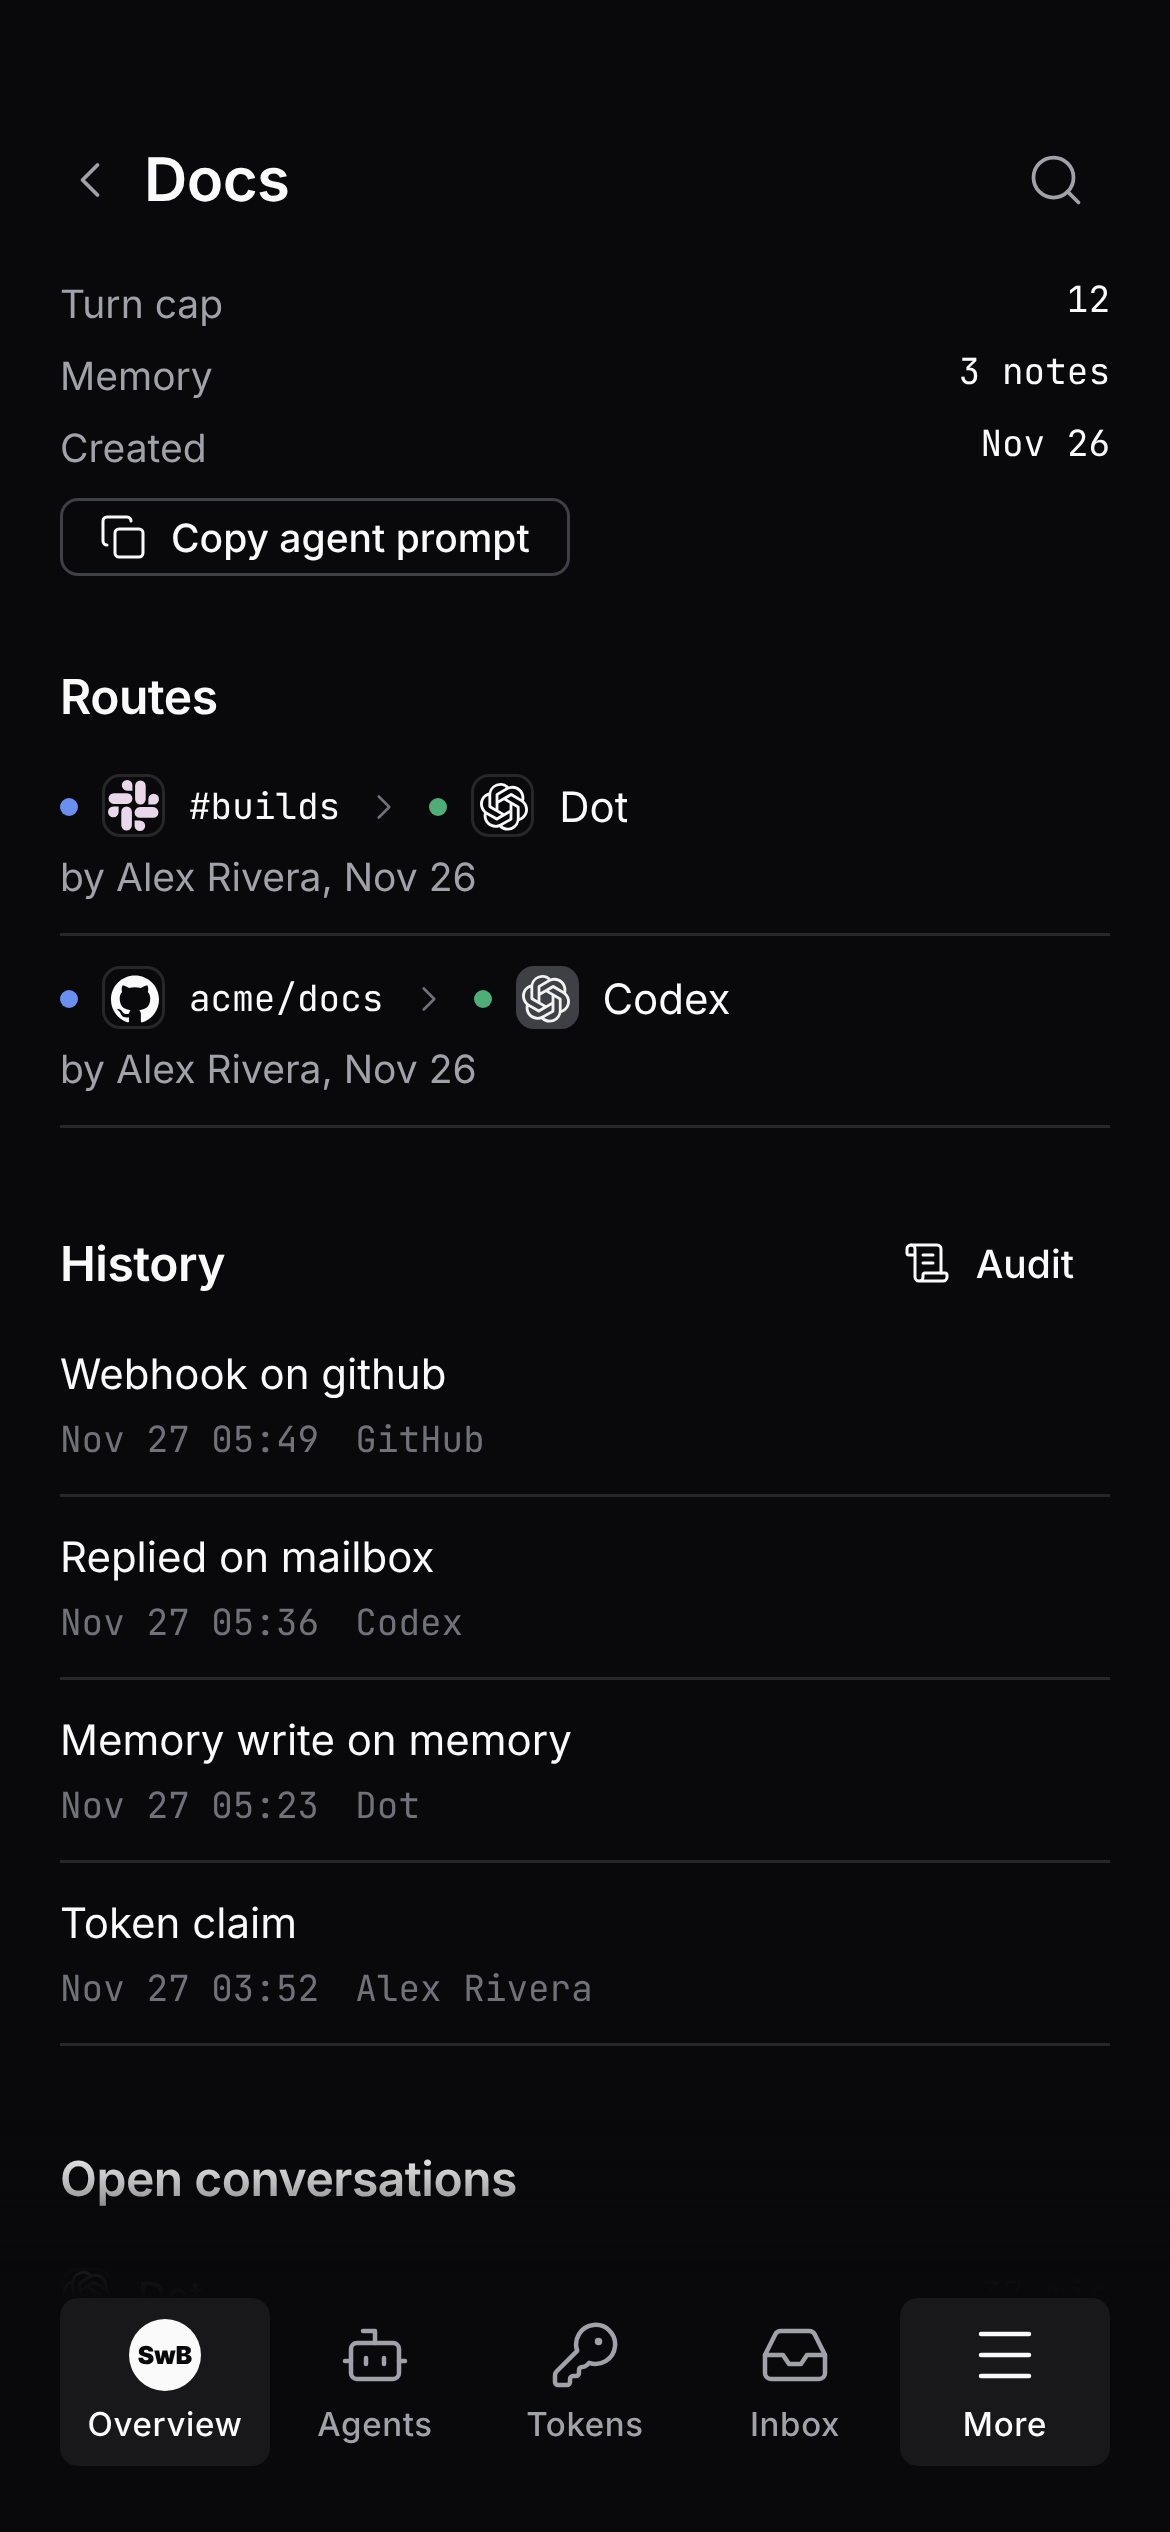 Docs
Turn cap 12
Memory 3 notes
Created Nov 26
Copy agent prompt
Routes
#builds Dot
by Alex Rivera, Nov 26
acme/docs Codex
by Alex Rivera, Nov 26
History Audit
Webhook on github
Nov 27 05:49 GitHub
Replied on mailbox
Nov 27 05:36 Codex
Memory write on memory
Nov 27 05:23 Dot
Token claim
Nov 27 03:52 Alex Rivera
Open conversations
Dot
SwB
Overview Agents Tokens Inbox More